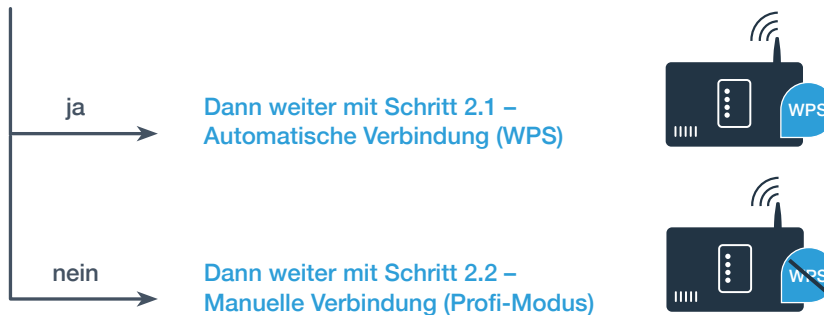 ja
Dann weiter mit Schritt 2.1 –
Automatische Verbindung (WPS)
WPS
nein
Dann weiter mit Schritt 2.2 –
Manuelle Verbindung (Profi-Modus)
WPS